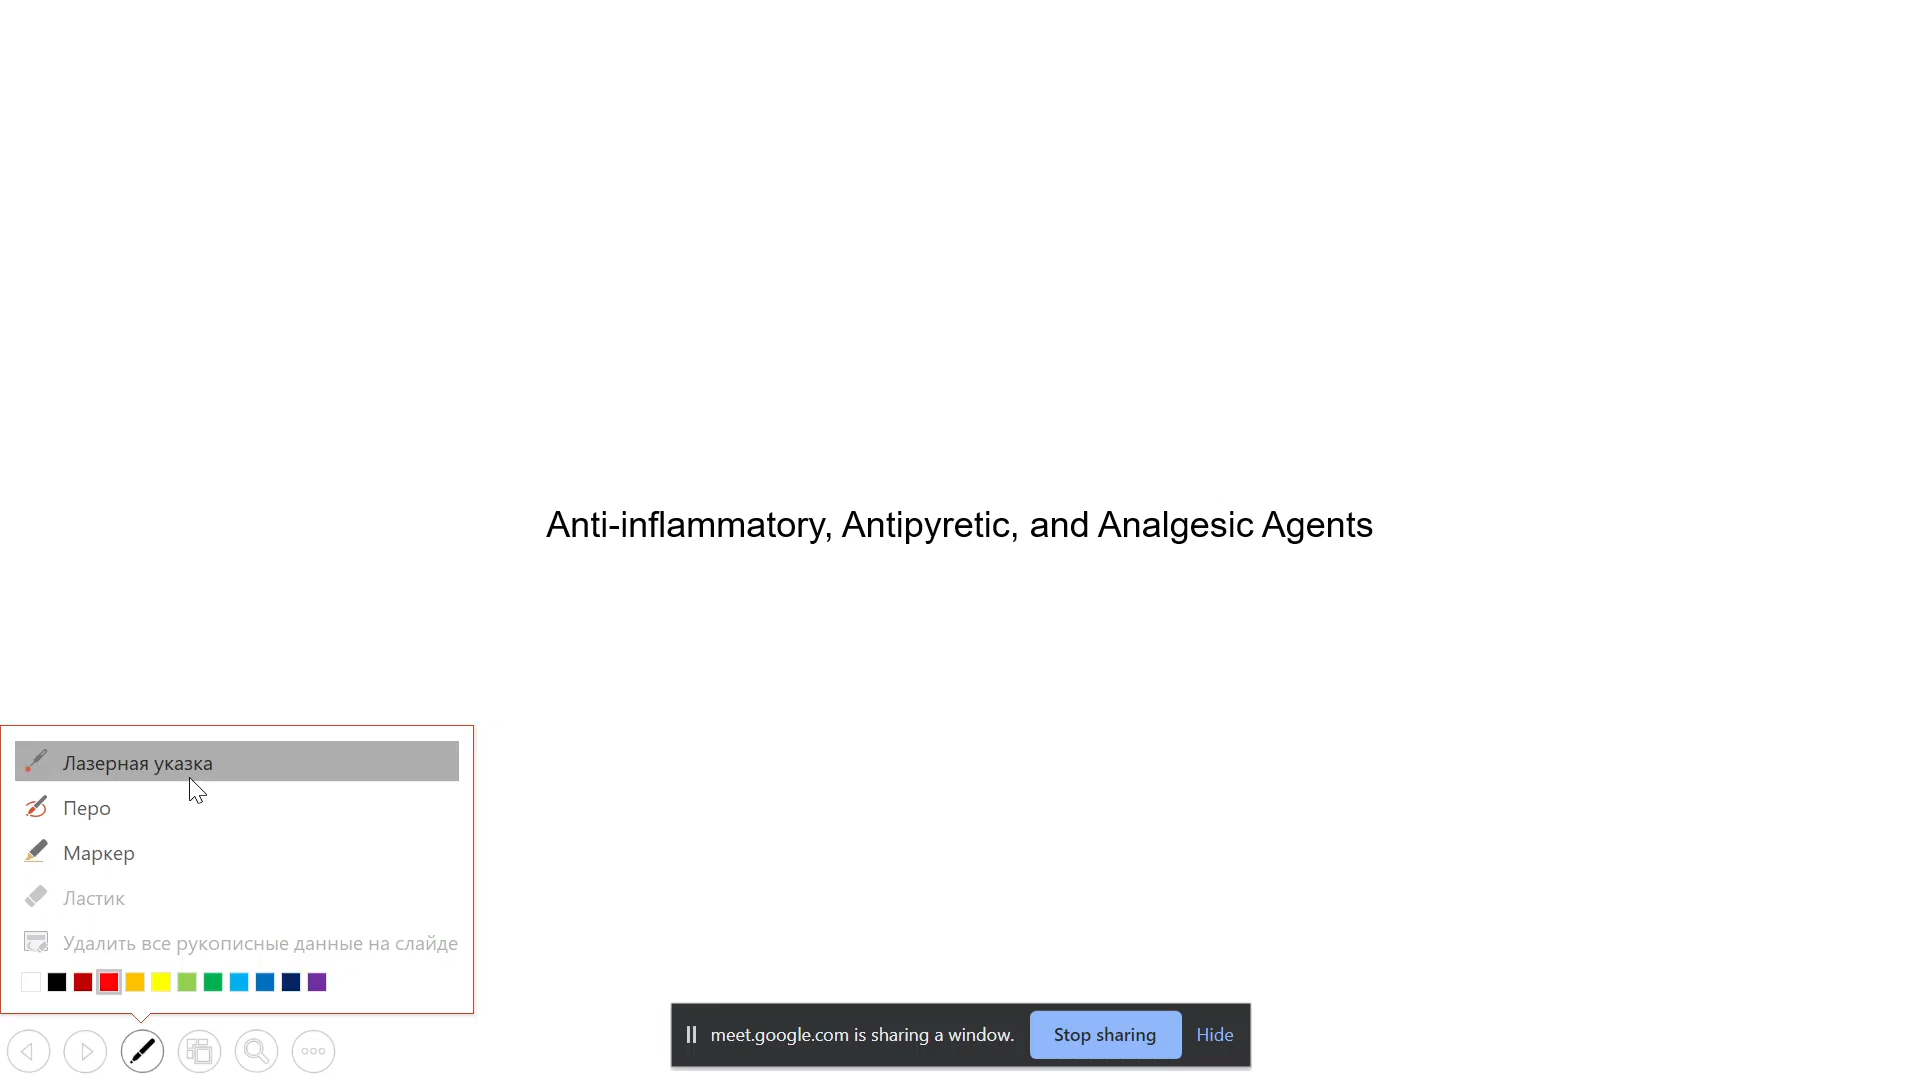 Anti-inflammatory, Antipyretic, and Analgesic Agents
Лазерная указка
Перо
Маркер
Ластик
Удалить все рукописные данные на слайде
meet.google.com is sharing a window.
Stop sharing
Hide